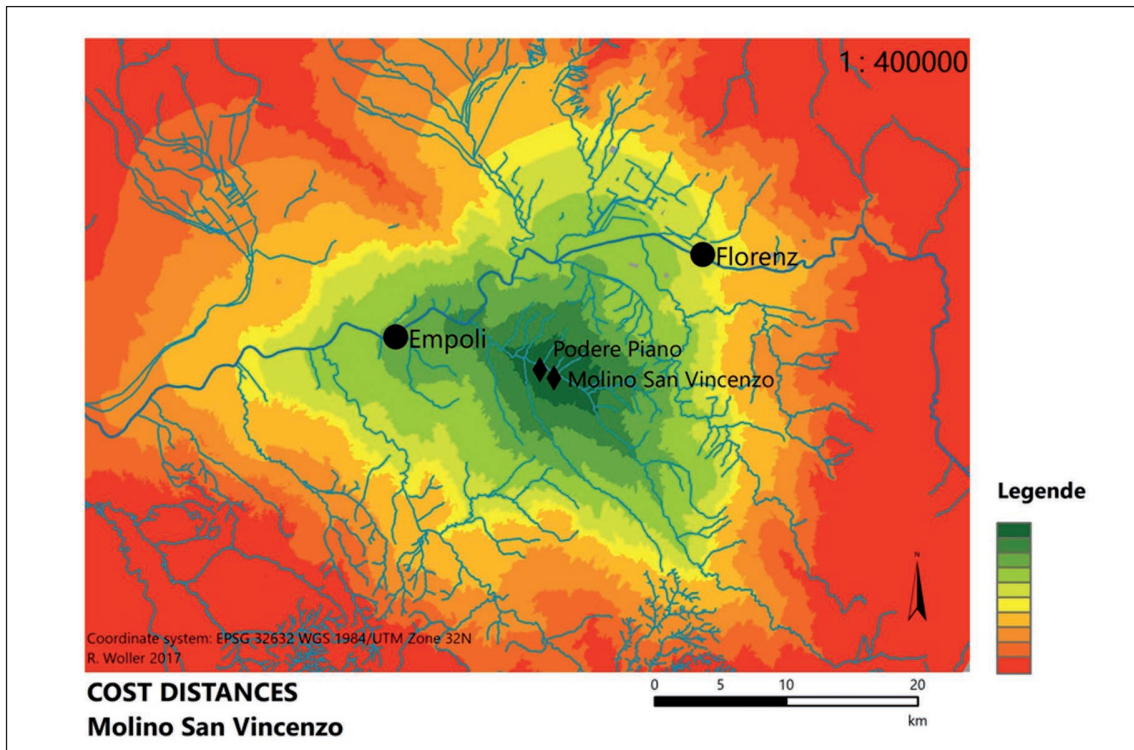 1 : 400000
Florenz
Empoli
Podere Piano
Molino San Vincenzo
Legende
N
Coordinate system: EPSG 32632 WGS 1984/UTM Zone 32N
R. Woller 2017
COST DISTANCES
Molino San Vincenzo
0 5 10 20
km